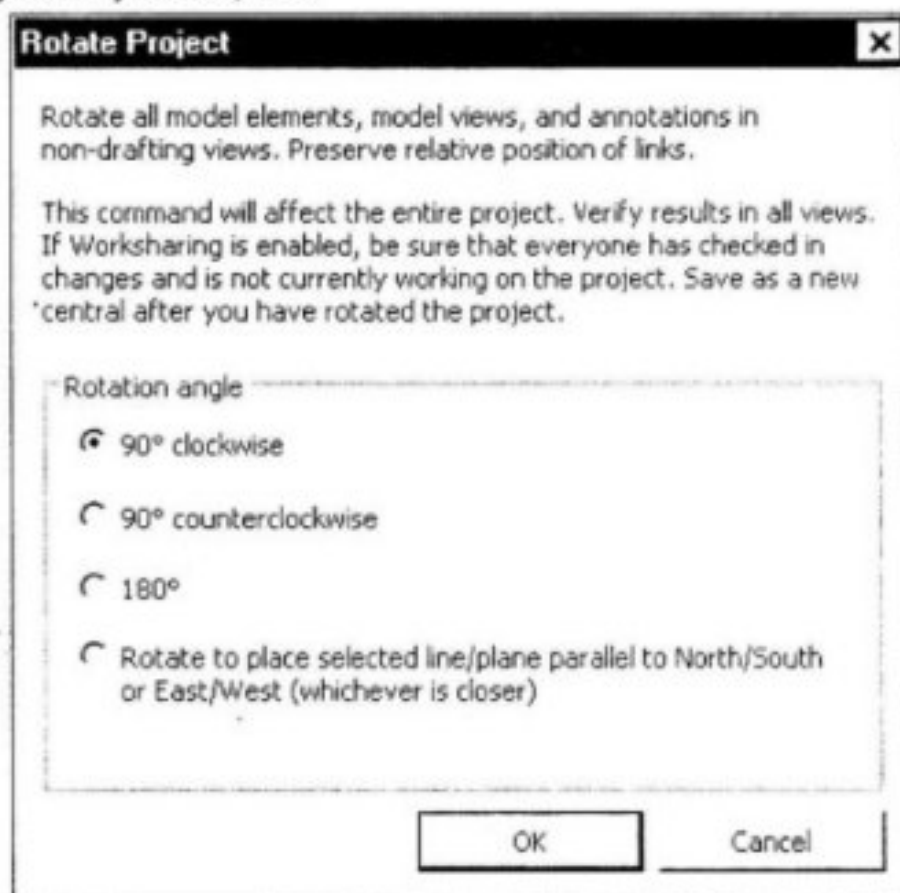 Rotate Project
Rotate all model elements, model views, and annotations in
non-drafting views. Preserve relative position of links.
This command will affect the entire project. Verify results in all views.
If Worksharing is enabled, be sure that everyone has checked in
changes and is not currently working on the project. Save as a new
central after you have rotated the project.
Rotation angle
90° clockwise
90° counterclockwise
180°
Rotate to place selected line/plane parallel to North/South
or East/West (whichever is closer)
OK
Cancel